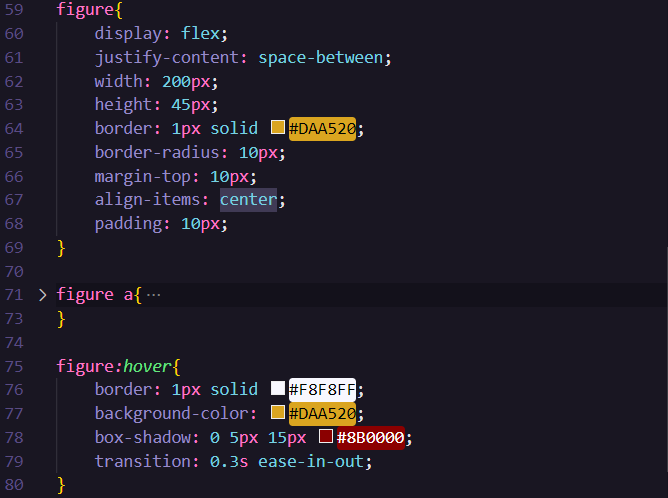 59 figure{
60 display: flex;
61 justify-content: space-between;
62 width: 200px;
63 height: 45px;
64 border: 1px solid #DAA520;
65 border-radius: 10px;
66 margin-top: 10px;
67 align-items: center;
68 padding: 10px;
69 }
70
71 figure a{ ···
73 }
74
75 figure:hover{
76 border: 1px solid #F8F8FF;
77 background-color: #DAA520;
78 box-shadow: 0 5px 15px #8B0000;
79 transition: 0.3s ease-in-out;
80 }